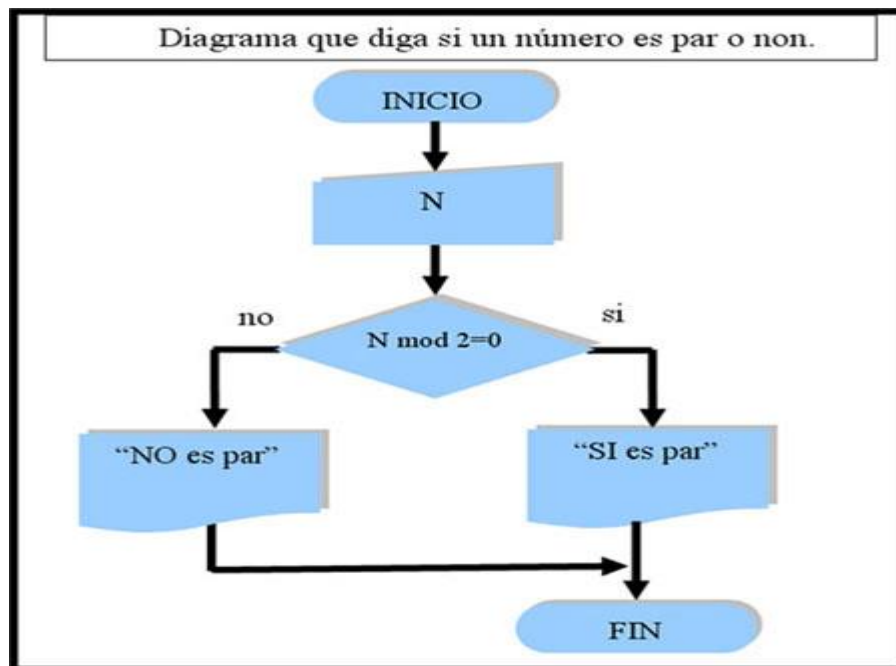 Diagrama que diga si un número es par o non.
INICIO
N
no
si
N mod 2=0
“NO es par”
“SI es par”
FIN